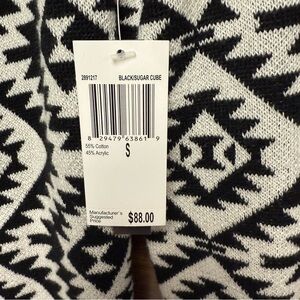 2891217 BLACK/SUGAR CUBE
8 29479 63861 9
55% Cotton
45% Acrylic
S
Manufacturer's
Suggested
Price
$88.00